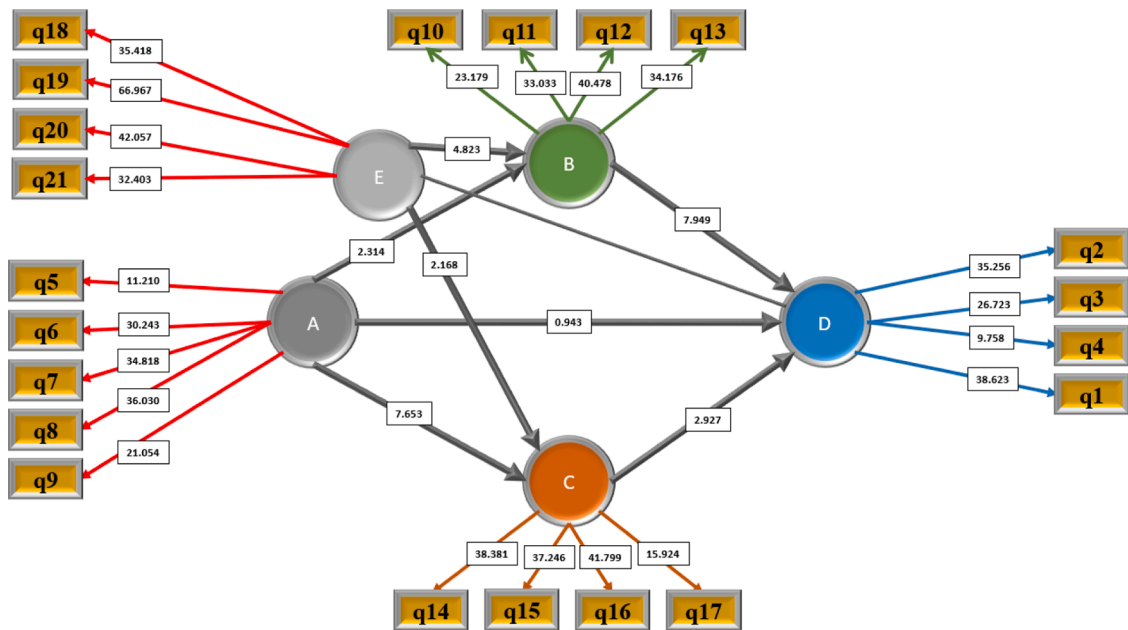 q18
q19
q20
q21
35.418
66.967
42.057
32.403
q10
q11
q12
q13
23.179
33.033
40.478
34.176
E
4.823
B
7.949
2.314
2.168
q5
q6
q7
q8
q9
11.210
30.243
34.818
36.030
21.054
A
0.943
D
35.256
26.723
9.758
38.623
q2
q3
q4
q1
7.653
2.927
C
38.381
37.246
41.799
15.924
q14
q15
q16
q17